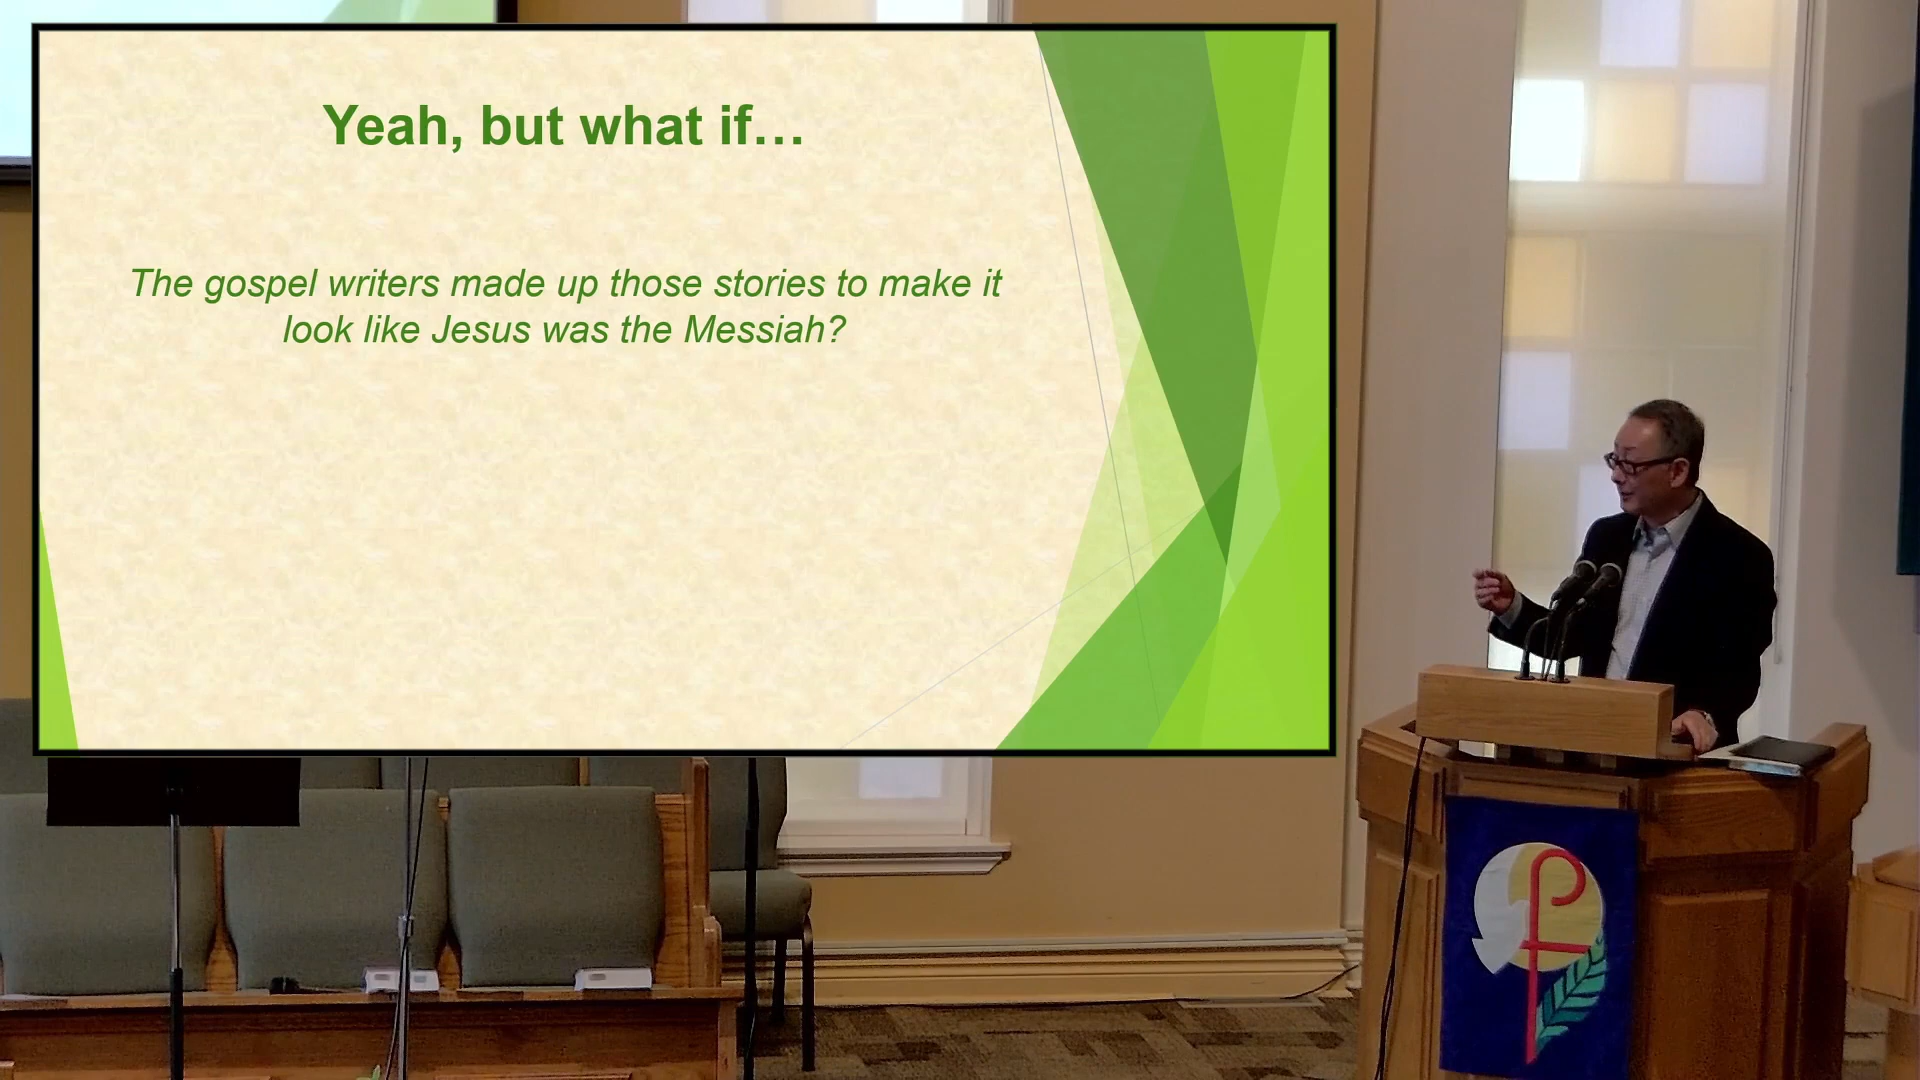 Yeah, but what if…
The gospel writers made up those stories to make it
look like Jesus was the Messiah?